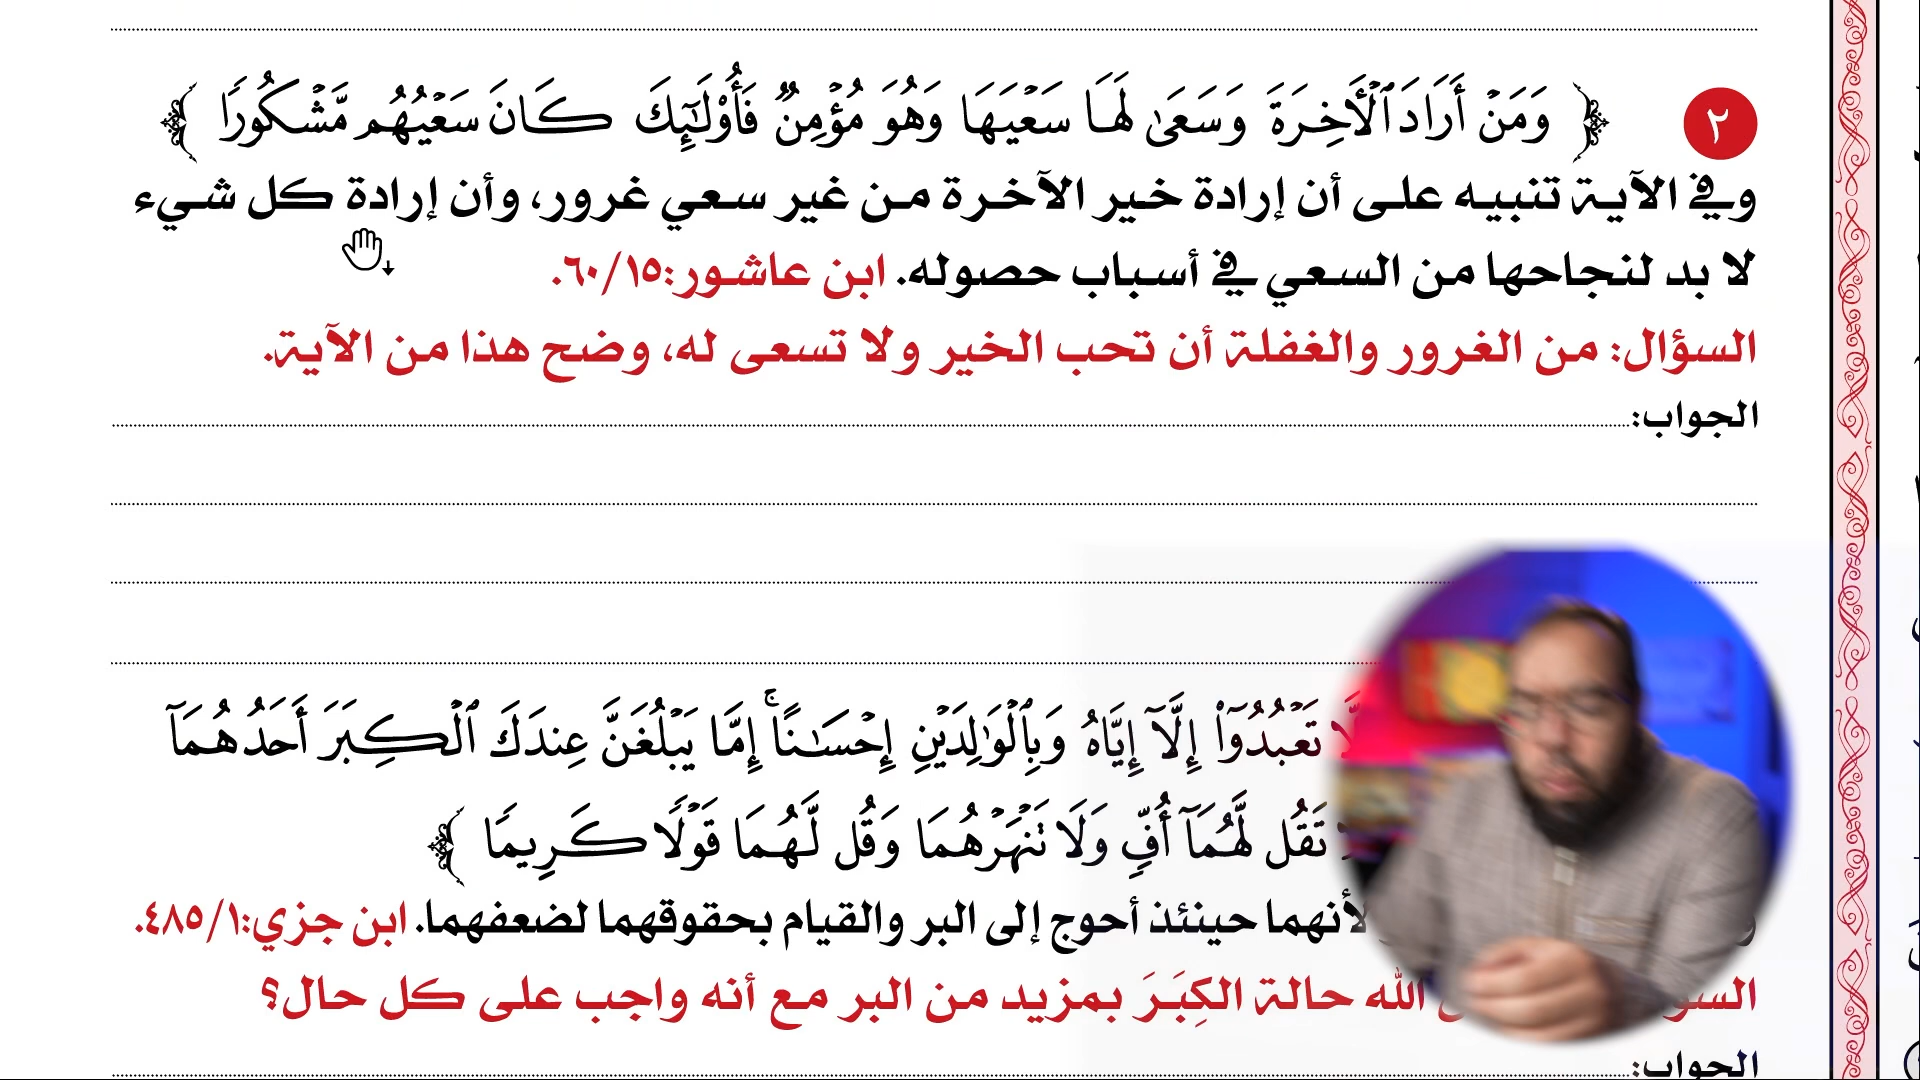 ٢
﴿ وَمَنْ أَرَادَ ٱلْأَخِرَةَ وَسَعَىٰ لَهَا سَعْيَهَا وَهُوَ مُؤْمِنٌ فَأُو۟لَـٰٓئِكَ كَانَ سَعْيُهُم مَّشْكُورًا ﴾
وفي الآية تنبيه على أن إرادة خير الآخرة من غير سعي غرور، وأن إرادة كل شيء
لا بد لنجاحها من السعي في أسباب حصوله. ابن عاشور:٦٠/١٥.
السؤال: من الغرور والغفلة أن تحب الخير ولا تسعى له، وضح هذا من الآية.
الجواب:
تَعْبُدُوٓا۟ إِلَّآ إِيَّاهُ وَبِٱلْوَٰلِدَيْنِ إِحْسَـٰنًا ۚ إِمَّا يَبْلُغَنَّ عِندَكَ ٱلْكِبَرَ أَحَدُهُمَآ
تَقُل لَّهُمَآ أُفٍّ وَلَا تَنْهَرْهُمَا وَقُل لَّهُمَا قَوْلًا كَرِيمًا ﴾
لأنهما حينئذ أحوج إلى البر والقيام بحقوقهما لضعفهما. ابن جزي:٤٨٥/١.
الله حالة الكِبَرَ بمزيد من البر مع أنه واجب على كل حال؟
الجواب: